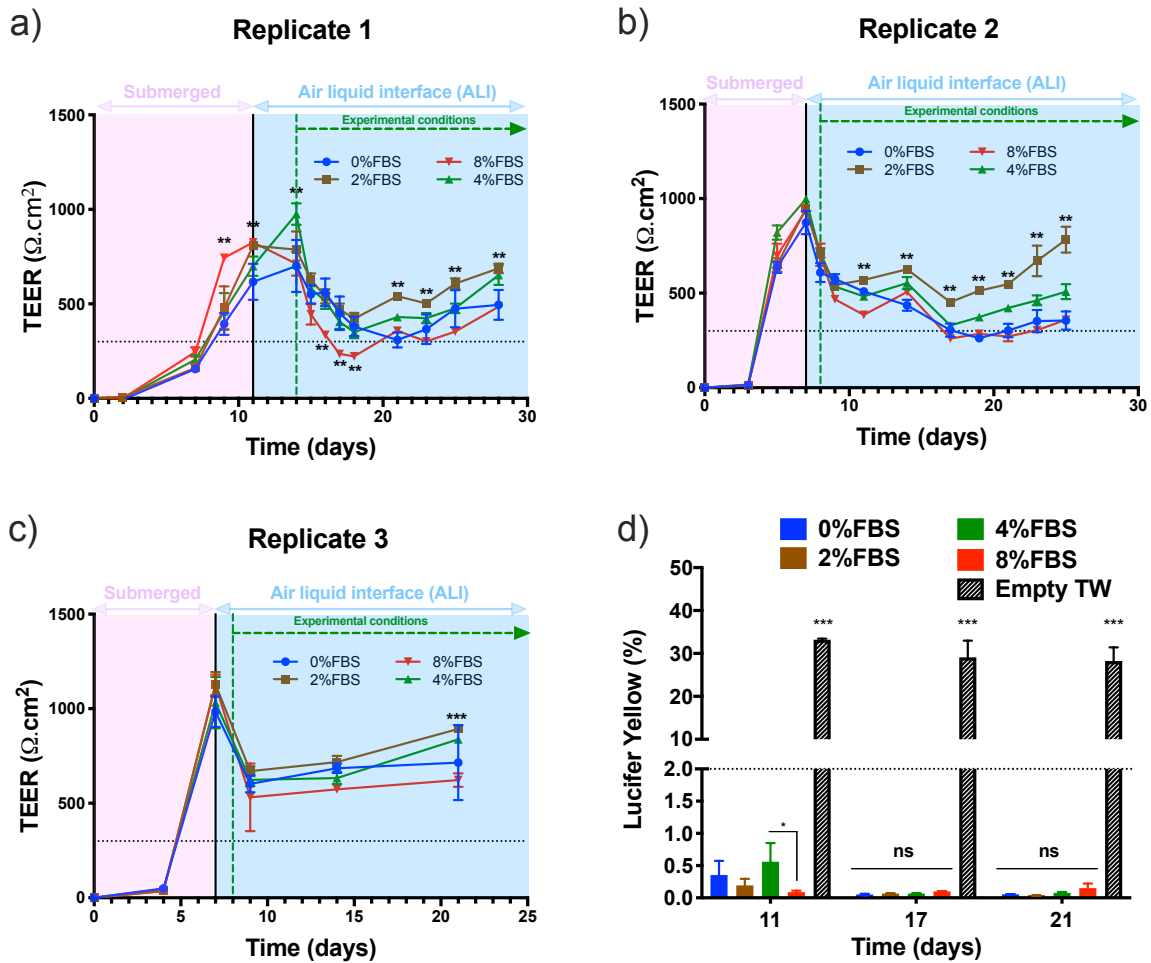 a)
Replicate 1
Submerged
Air liquid interface (ALI)
Experimental conditions
0%FBS
8%FBS
2%FBS
4%FBS
**
**
**
**
**
**
**
**
**
**
1500
1000
500
0
TEER (Ω.cm²)
0
10
20
30
Time (days)
b)
Replicate 2
Submerged
Air liquid interface (ALI)
Experimental conditions
0%FBS
8%FBS
2%FBS
4%FBS
**
**
**
**
**
**
**
1500
1000
500
0
TEER (Ω.cm²)
0
10
20
30
Time (days)
c)
Replicate 3
Submerged
Air liquid interface (ALI)
Experimental conditions
0%FBS
8%FBS
2%FBS
4%FBS
***
1500
1000
500
0
TEER (Ω.cm²)
0
5
10
15
20
25
Time (days)
d)
0%FBS
4%FBS
2%FBS
8%FBS
Empty TW
***
***
***
*
ns
ns
50
40
30
20
10
2.0
1.5
1.0
0.5
0.0
Lucifer Yellow (%)
11
17
21
Time (days)